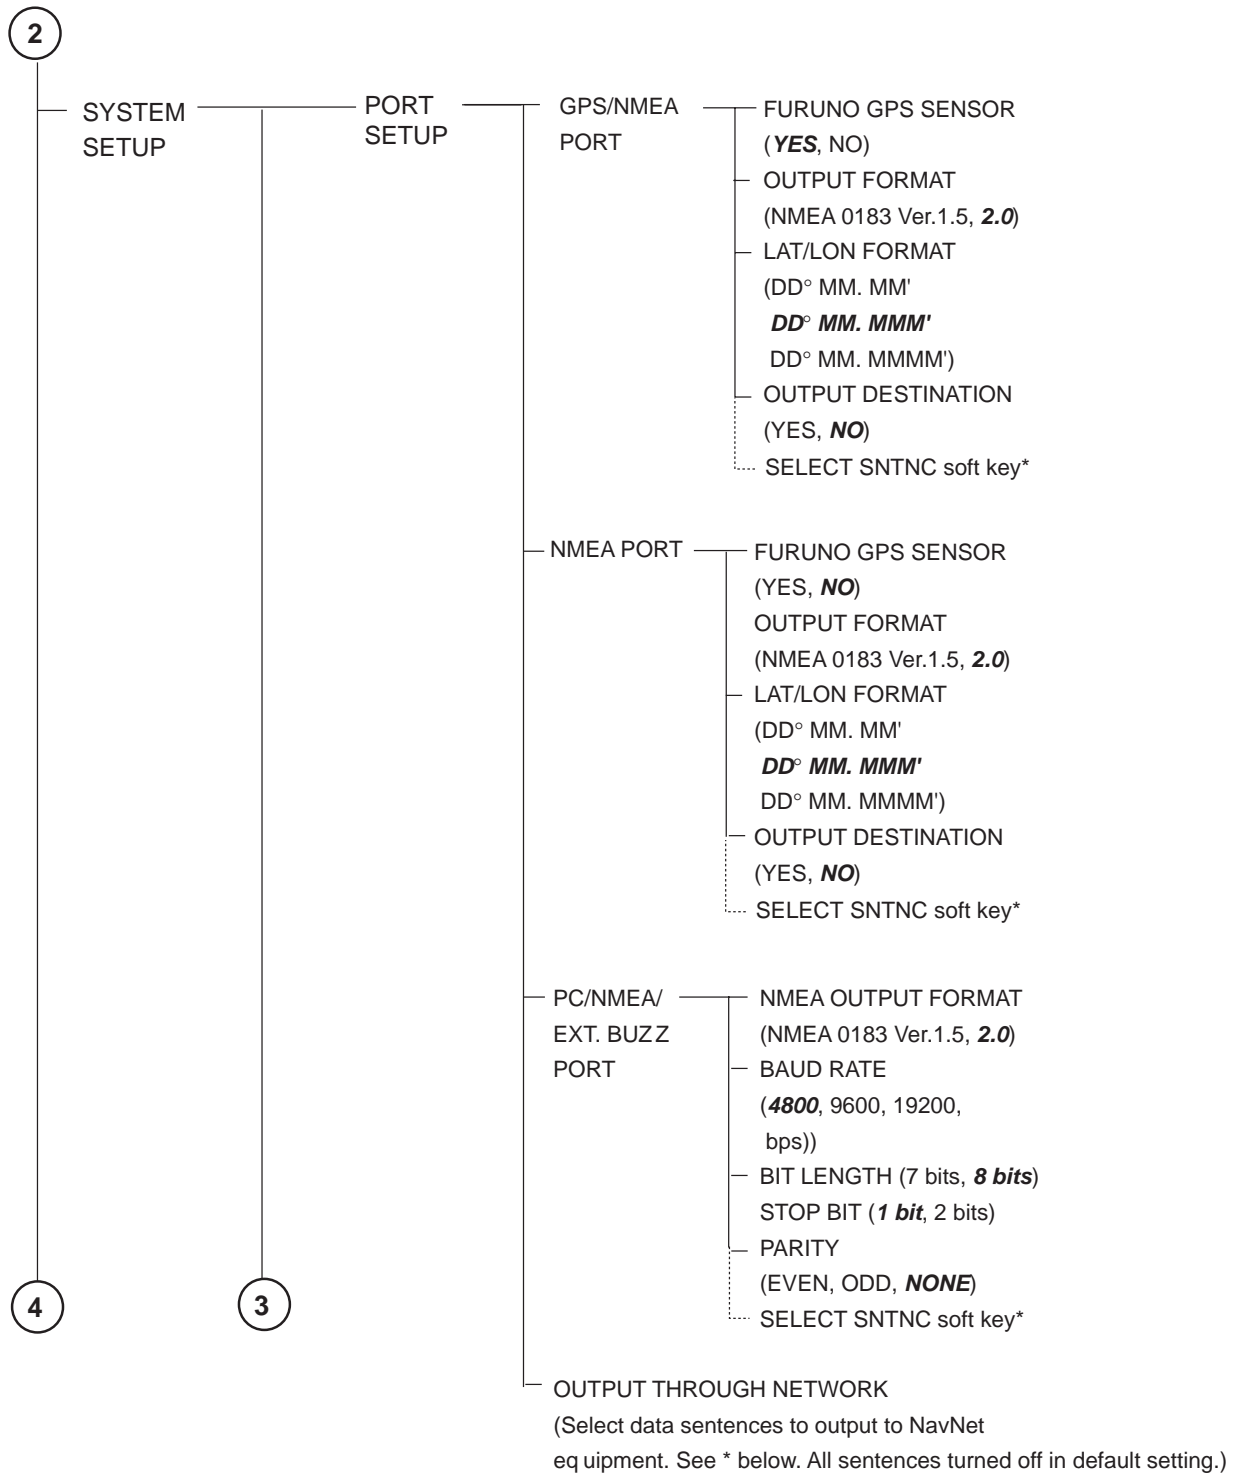 2
SYSTEM
SETUP
PORT
SETUP
GPS/NMEA
PORT
FURUNO GPS SENSOR
(YES, NO)
OUTPUT FORMAT
(NMEA 0183 Ver.1.5, 2.0)
LAT/LON FORMAT
(DD° MM. MM'
DD° MM. MMM'
DD° MM. MMMM')
OUTPUT DESTINATION
(YES, NO)
SELECT SNTNC soft key*
NMEA PORT
FURUNO GPS SENSOR
(YES, NO)
OUTPUT FORMAT
(NMEA 0183 Ver.1.5, 2.0)
LAT/LON FORMAT
(DD° MM. MM'
DD° MM. MMM'
DD° MM. MMMM')
OUTPUT DESTINATION
(YES, NO)
SELECT SNTNC soft key*
PC/NMEA/
EXT. BUZZ
PORT
NMEA OUTPUT FORMAT
(NMEA 0183 Ver.1.5, 2.0)
BAUD RATE
(4800, 9600, 19200,
bps))
BIT LENGTH (7 bits, 8 bits)
STOP BIT (1 bit, 2 bits)
PARITY
(EVEN, ODD, NONE)
SELECT SNTNC soft key*
4
3
OUTPUT THROUGH NETWORK
(Select data sentences to output to NavNet
eq uipment. See * below. All sentences turned off in default setting.)